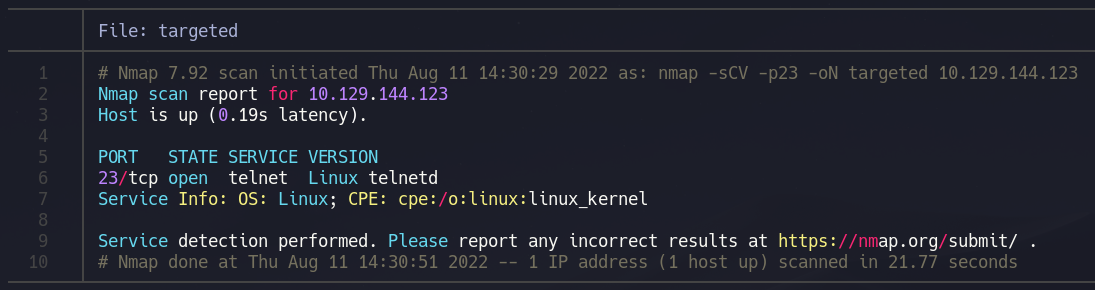 File: targeted
1 # Nmap 7.92 scan initiated Thu Aug 11 14:30:29 2022 as: nmap -sCV -p23 -oN targeted 10.129.144.123
2 Nmap scan report for 10.129.144.123
3 Host is up (0.19s latency).
4
5 PORT   STATE SERVICE VERSION
6 23/tcp open  telnet  Linux telnetd
7 Service Info: OS: Linux; CPE: cpe:/o:linux:linux_kernel
8
9 Service detection performed. Please report any incorrect results at https://nmap.org/submit/ .
10 # Nmap done at Thu Aug 11 14:30:51 2022 -- 1 IP address (1 host up) scanned in 21.77 seconds